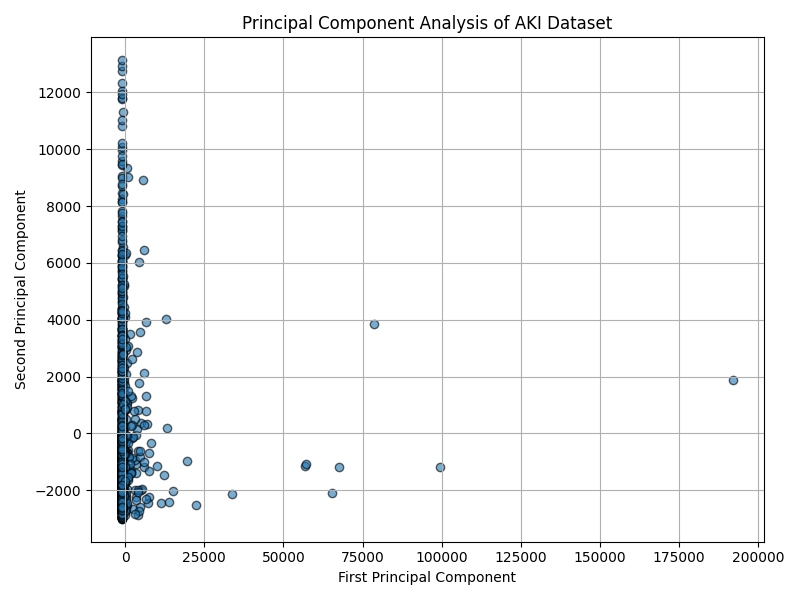 Principal Component Analysis of AKI Dataset
Second Principal Component
12000
10000
8000
6000
4000
2000
0
−2000
0 25000 50000 75000 100000 125000 150000 175000 200000
First Principal Component